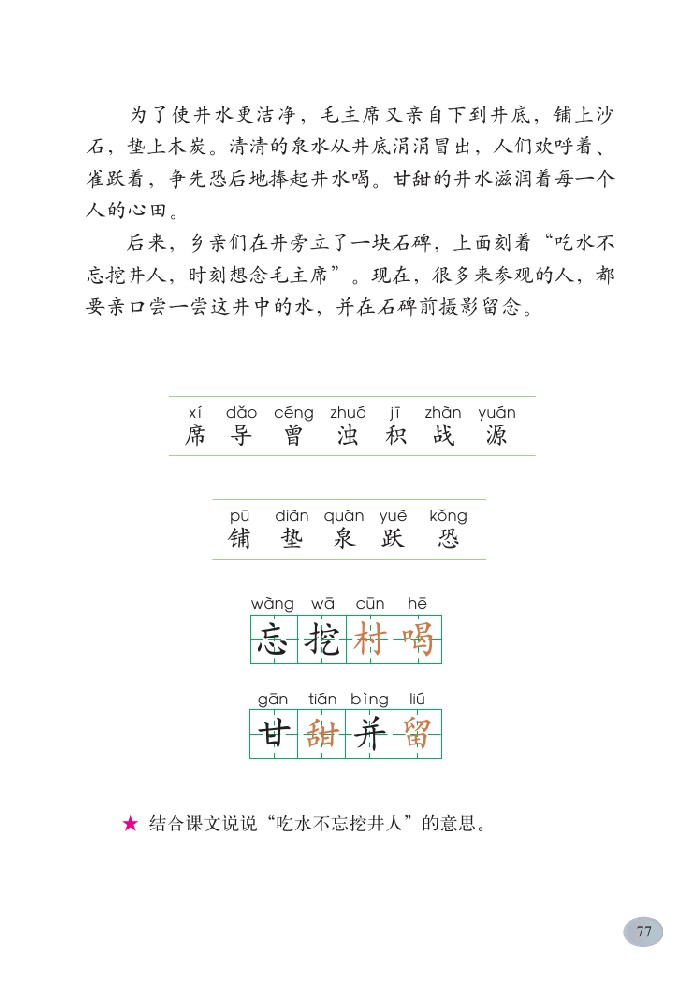 为了使井水更洁净，毛主席又亲自下到井底，铺上沙
石，垫上木炭。清清的泉水从井底涓涓冒出，人们欢呼着、
雀跃着，争先恐后地捧起井水喝。甘甜的井水滋润着每一个
人的心田。
后来，乡亲们在井旁立了一块石碑，上面刻着“吃水不
忘挖井人，时刻想念毛主席”。现在，很多来参观的人，都
要亲口尝一尝这井中的水，并在石碑前摄影留念。
xí dǎo céng zhuó jī zhàn yuán
席 导 曾 浊 积 战 源
pū diàn quán yuè kǒng
铺 垫 泉 跃 恐
wàng wā cūn hē
忘 挖 村 喝
gān tián bìng liú
甘 甜 并 留
★ 结合课文说说“吃水不忘挖井人”的意思。
77